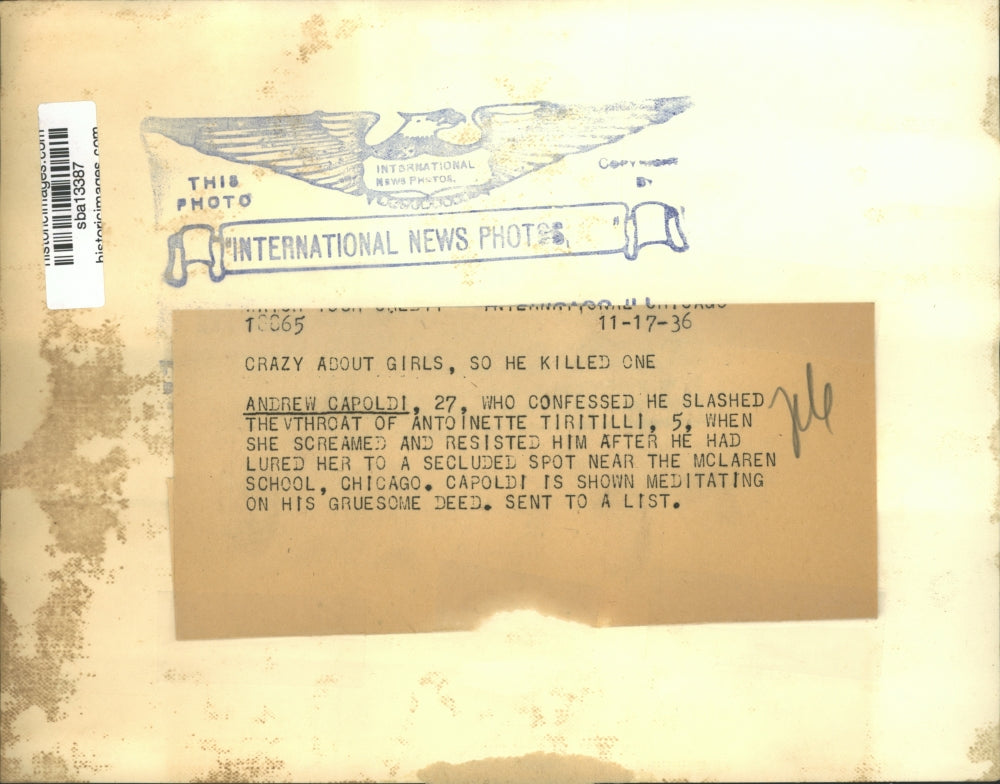 historicimages.com
sba13387
historicimages.com
INTERNATIONAL
NEWS PHOTOS.
THIS
PHOTO
COPYRIGHT
BY
"INTERNATIONAL NEWS PHOTOS"
CHICAGO
11-17-36
CRAZY ABOUT GIRLS, SO HE KILLED ONE
ANDREW CAPOLDI, 27, WHO CONFESSED HE SLASHED
THEVTHROAT OF ANTOINETTE TIRITILLI, 5, WHEN
SHE SCREAMED AND RESISTED HIM AFTER HE HAD
LURED HER TO A SECLUDED SPOT NEAR THE MCLAREN
SCHOOL, CHICAGO. CAPOLDI IS SHOWN MEDITATING
ON HIS GRUESOME DEED. SENT TO A LIST.